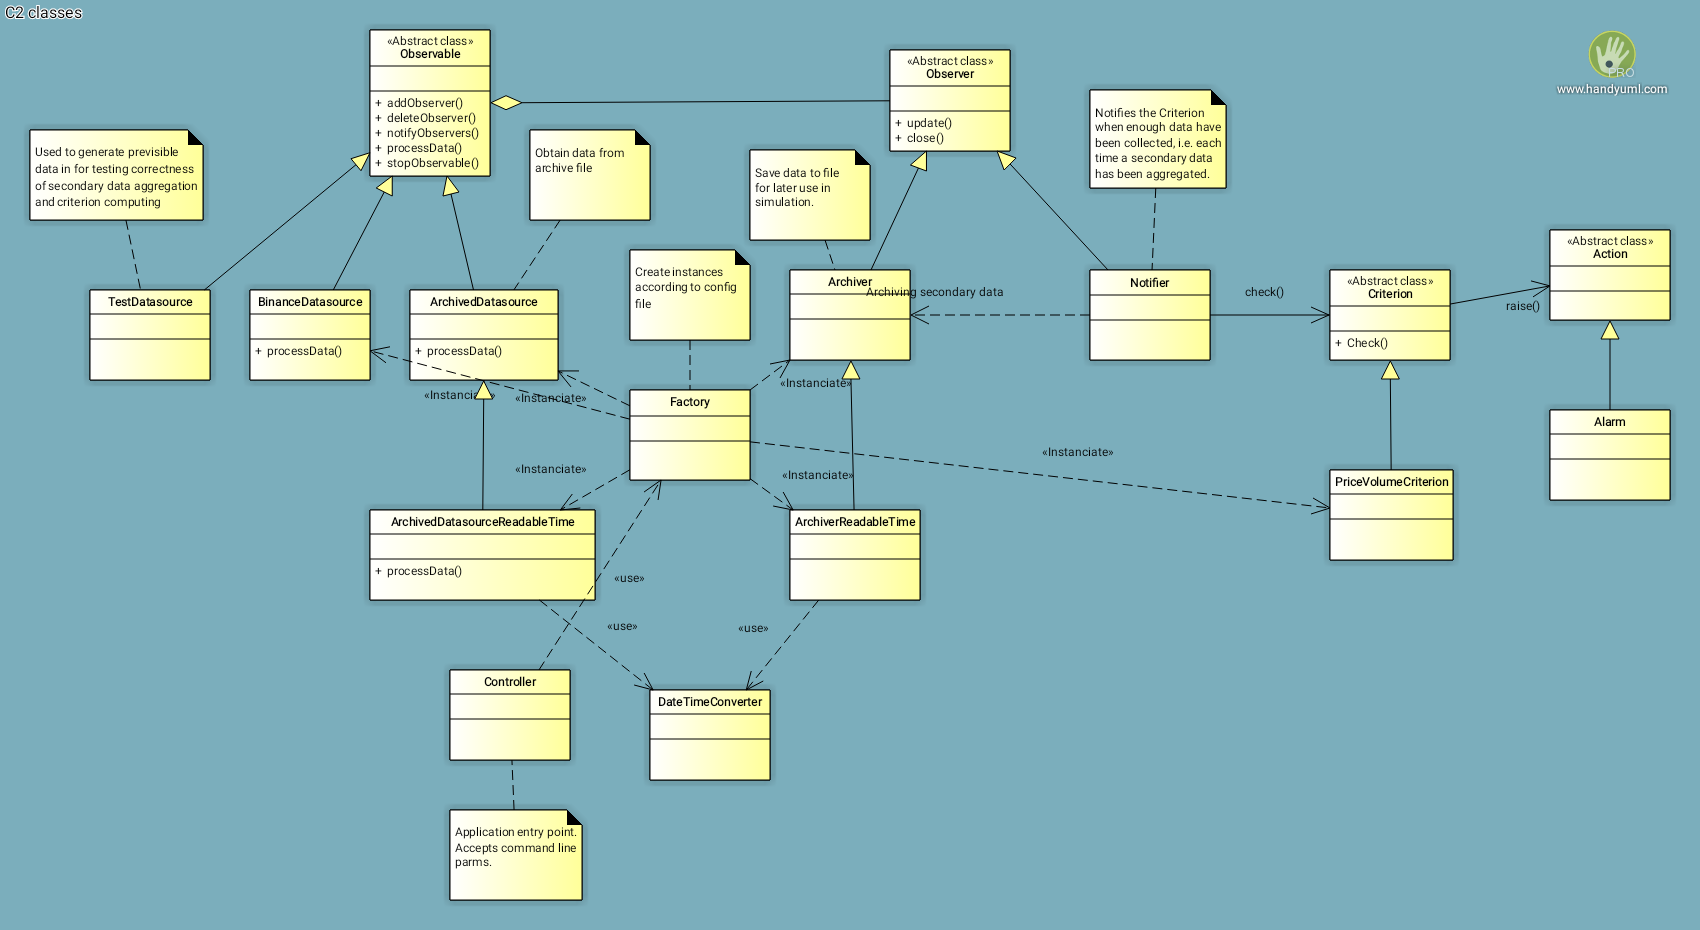 C2 classes
«Abstract class»
Observable
+ addObserver()
+ deleteObserver()
+ notifyObservers()
+ processData()
+ stopObservable()
«Abstract class»
Observer
+ update()
+ close()
PRO
www.handyuml.com
Notifies the Criterion
when enough data have
been collected, i.e. each
time a secondary data
has been aggregated.
Used to generate previsible
data in for testing correctness
of secondary data aggregation
and criterion computing
Obtain data from
archive file
Save data to file
for later use in
simulation.
«Abstract class»
Action
Create instances
according to config
file
TestDatasource
BinanceDatasource
+ processData()
ArchivedDatasource
+ processData()
Archiver
Archiving secondary data
Notifier
check()
«Abstract class»
Criterion
+ Check()
raise()
«Instanciate»
«Instanciate»
«Instanciate»
Factory
Alarm
«Instanciate»
«Instanciate»
«Instanciate»
PriceVolumeCriterion
ArchivedDatasourceReadableTime
+ processData()
ArchiverReadableTime
«use»
«use»
«use»
Controller
DateTimeConverter
Application entry point.
Accepts command line
parms.